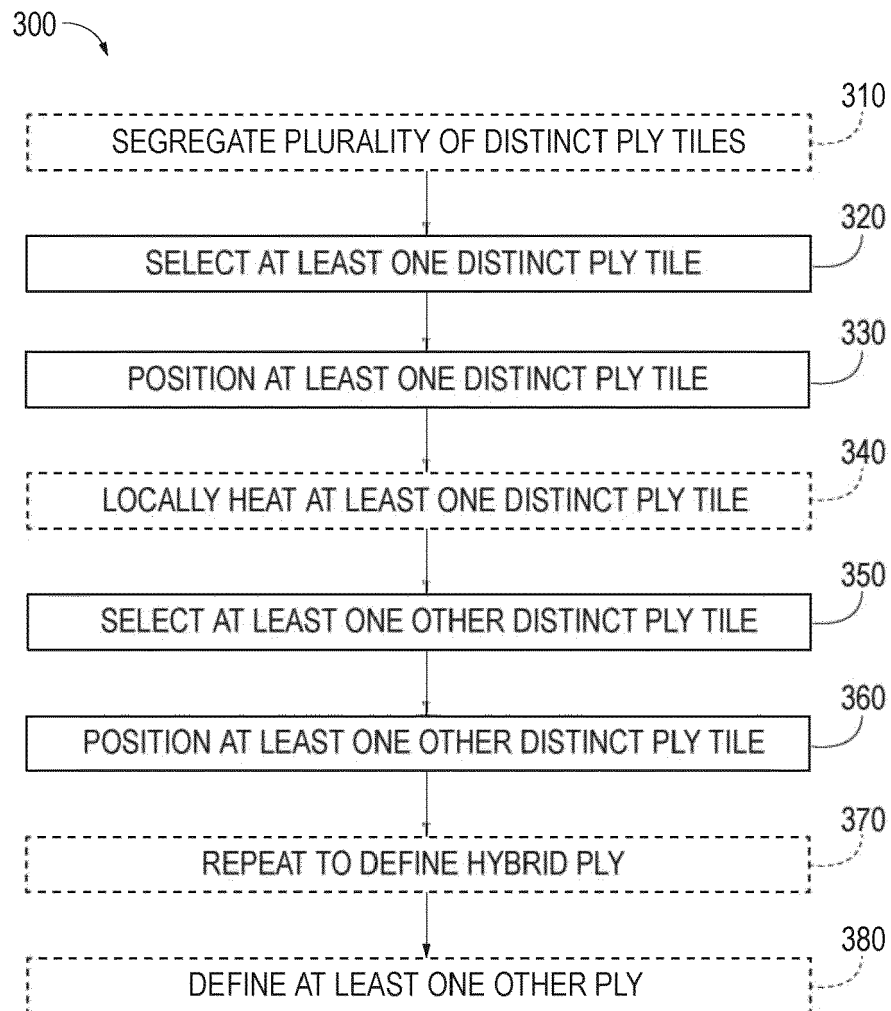 300
310
SEGREGATE PLURALITY OF DISTINCT PLY TILES
320
SELECT AT LEAST ONE DISTINCT PLY TILE
330
POSITION AT LEAST ONE DISTINCT PLY TILE
340
LOCALLY HEAT AT LEAST ONE DISTINCT PLY TILE
350
SELECT AT LEAST ONE OTHER DISTINCT PLY TILE
360
POSITION AT LEAST ONE OTHER DISTINCT PLY TILE
370
REPEAT TO DEFINE HYBRID PLY
380
DEFINE AT LEAST ONE OTHER PLY